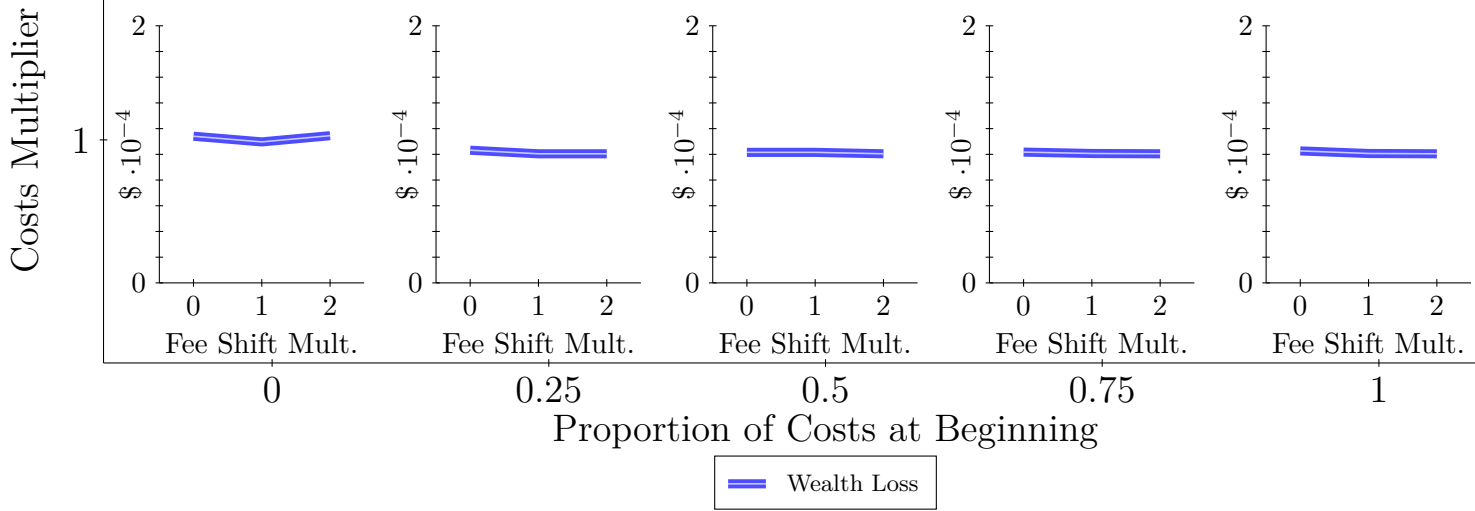 Costs Multiplier
1
2
$ ·10⁻⁴
0
0 1 2
Fee Shift Mult.
2
$ ·10⁻⁴
0
0 1 2
Fee Shift Mult.
2
$ ·10⁻⁴
0
0 1 2
Fee Shift Mult.
2
$ ·10⁻⁴
0
0 1 2
Fee Shift Mult.
2
$ ·10⁻⁴
0
0 1 2
Fee Shift Mult.
0 0.25 0.5 0.75 1
Proportion of Costs at Beginning
Wealth Loss